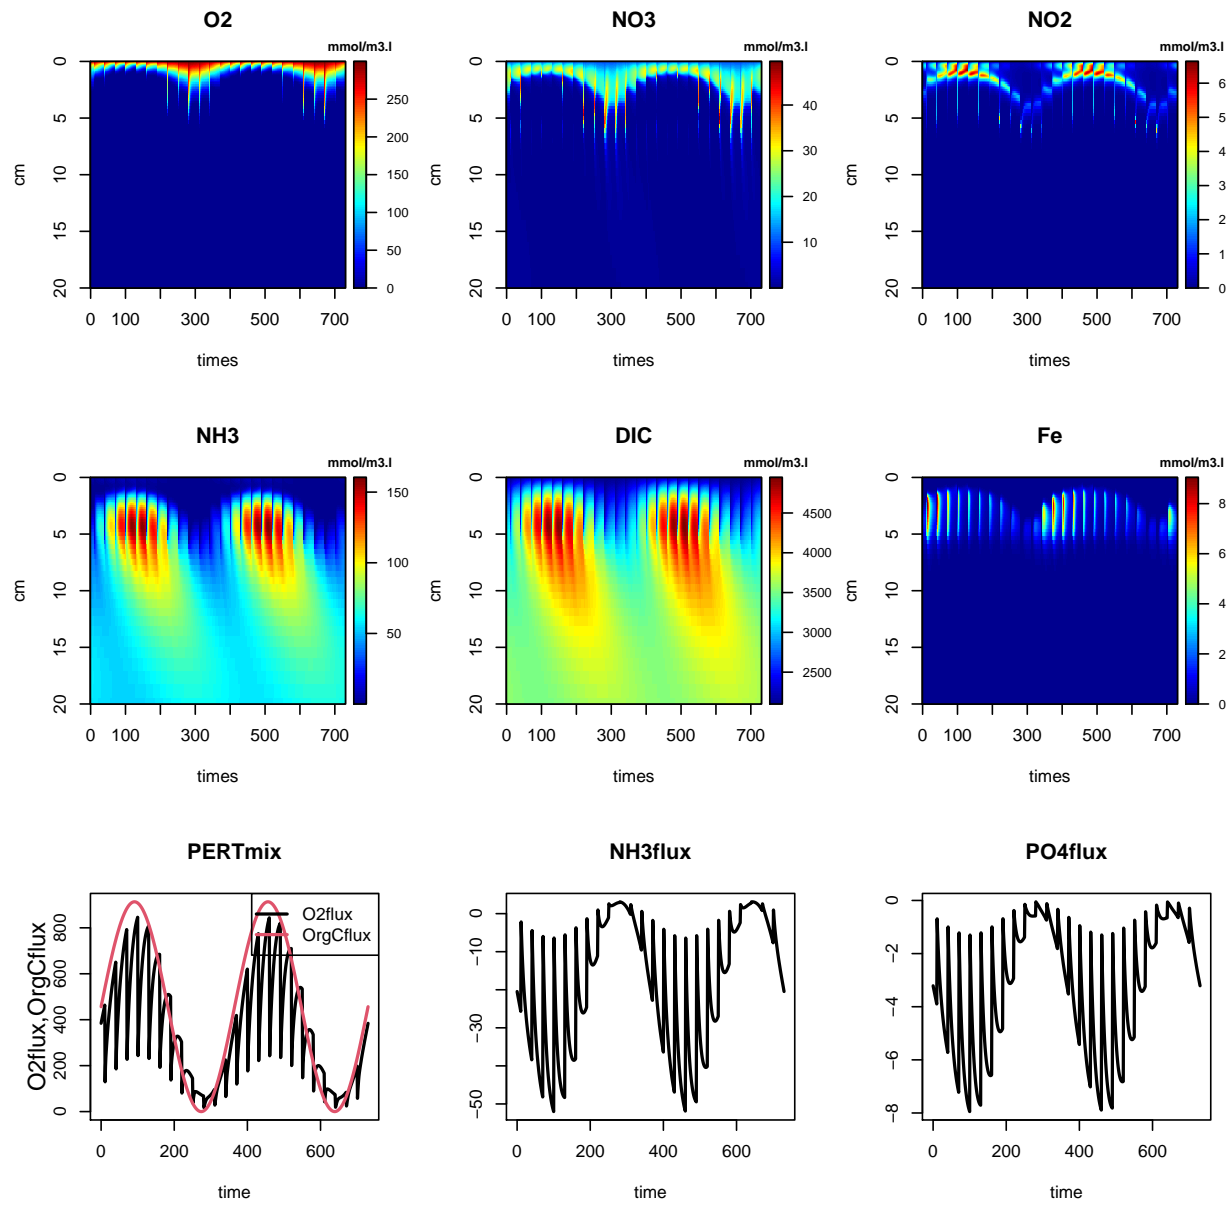 O2 NO3 NO2
mmol/m3.l mmol/m3.l mmol/m3.l
cm 0 5 10 15 20 0 50 100 150 200 250
0 100 300 500 700
times
cm 0 5 10 15 20 10 20 30 40
0 100 300 500 700
times
cm 0 5 10 15 20 0 1 2 3 4 5 6
0 100 300 500 700
times
NH3 DIC Fe
mmol/m3.l mmol/m3.l mmol/m3.l
cm 0 5 10 15 20 50 100 150
0 100 300 500 700
times
cm 0 5 10 15 20 2500 3000 3500 4000 4500
0 100 300 500 700
times
cm 0 5 10 15 20 0 2 4 6 8
0 100 300 500 700
times
PERTmix NH3flux PO4flux
O2flux,OrgCflux 0 200 400 600 800
O2flux
OrgCflux
0 200 400 600
time
0 −10 −30 −50
0 200 400 600
time
0 −2 −4 −6 −8
0 200 400 600
time